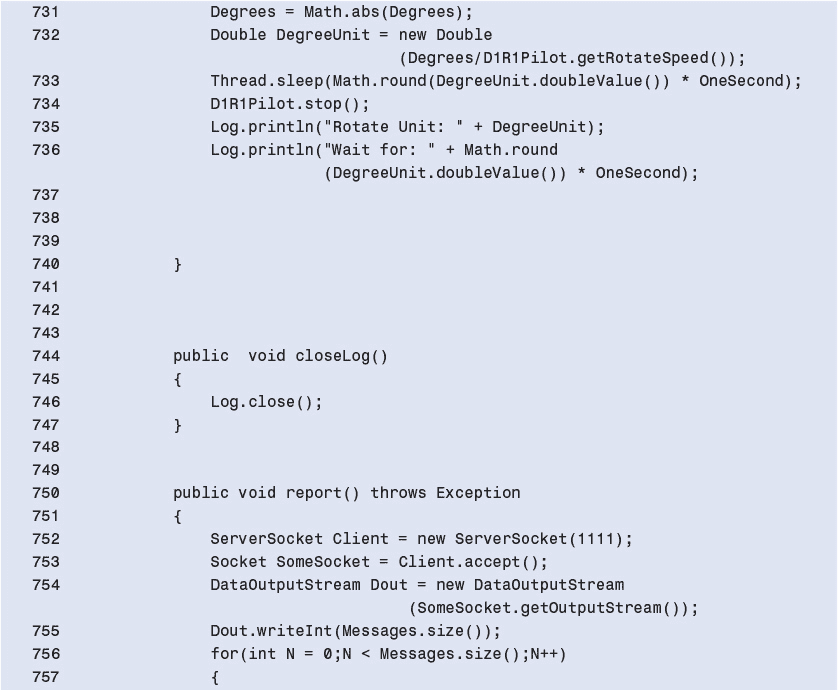 731                Degrees = Math.abs(Degrees);
732                Double DegreeUnit = new Double
                                    (Degrees/D1R1Pilot.getRotateSpeed());
733                Thread.sleep(Math.round(DegreeUnit.doubleValue()) * OneSecond);
734                D1R1Pilot.stop();
735                Log.println("Rotate Unit: " + DegreeUnit);
736                Log.println("Wait for: " + Math.round
                            (DegreeUnit.doubleValue()) * OneSecond);
737
738
739
740            }
741
742
743
744            public  void closeLog()
745            {
746                Log.close();
747            }
748
749
750            public void report() throws Exception
751            {
752                ServerSocket Client = new ServerSocket(1111);
753                Socket SomeSocket = Client.accept();
754                DataOutputStream Dout = new DataOutputStream
                                     (SomeSocket.getOutputStream());
755                Dout.writeInt(Messages.size());
756                for(int N = 0;N < Messages.size();N++)
757                {